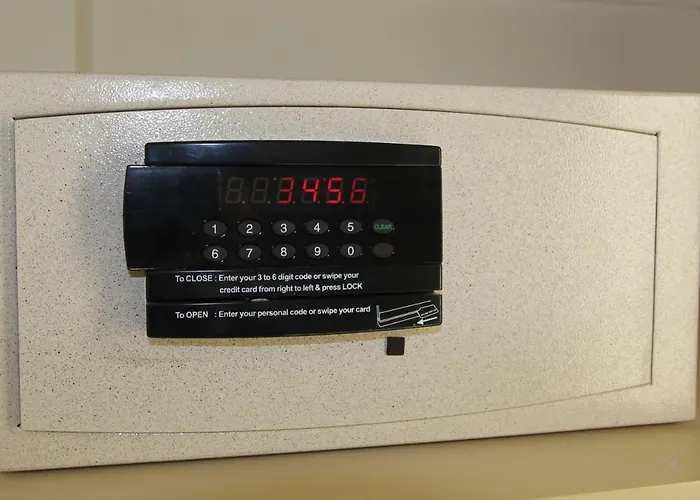 3456
1 2 3 4 5 CLEAR
6 7 8 9 0
To CLOSE : Enter your 3 to 6 digit code or swipe your
credit card from right to left & press LOCK
To OPEN : Enter your personal code or swipe your card